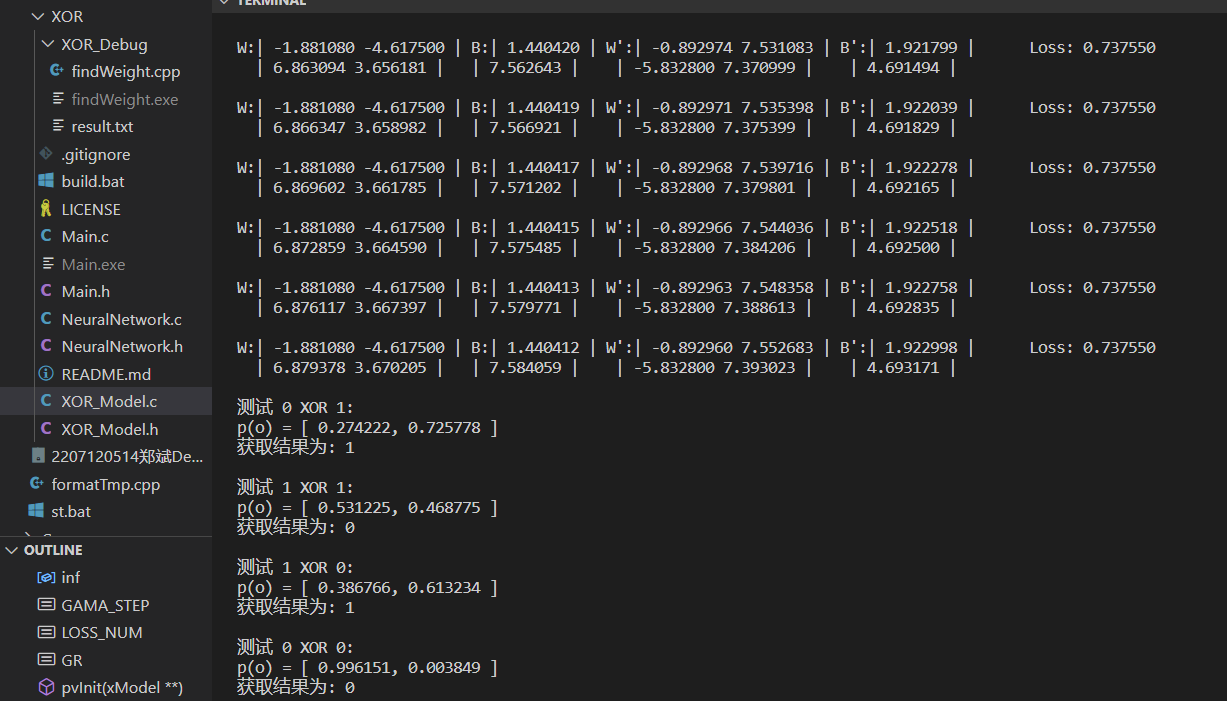 XOR
XOR_Debug
findWeight.cpp
findWeight.exe
result.txt
.gitignore
build.bat
LICENSE
Main.c
Main.exe
Main.h
NeuralNetwork.c
NeuralNetwork.h
README.md
XOR_Model.c
XOR_Model.h
2207120514郑斌De...
formatTmp.cpp
st.bat
OUTLINE
inf
GAMA_STEP
LOSS_NUM
GR
pvInit(xModel **)
TERMINAL
W:| -1.881080 -4.617500 | B:| 1.440420 | W':| -0.892974 7.531083 | B':| 1.921799 | Loss: 0.737550
| 6.863094 3.656181 | | 7.562643 | | -5.832800 7.370999 | | 4.691494 |
W:| -1.881080 -4.617500 | B:| 1.440419 | W':| -0.892971 7.535398 | B':| 1.922039 | Loss: 0.737550
| 6.866347 3.658982 | | 7.566921 | | -5.832800 7.375399 | | 4.691829 |
W:| -1.881080 -4.617500 | B:| 1.440417 | W':| -0.892968 7.539716 | B':| 1.922278 | Loss: 0.737550
| 6.869602 3.661785 | | 7.571202 | | -5.832800 7.379801 | | 4.692165 |
W:| -1.881080 -4.617500 | B:| 1.440415 | W':| -0.892966 7.544036 | B':| 1.922518 | Loss: 0.737550
| 6.872859 3.664590 | | 7.575485 | | -5.832800 7.384206 | | 4.692500 |
W:| -1.881080 -4.617500 | B:| 1.440413 | W':| -0.892963 7.548358 | B':| 1.922758 | Loss: 0.737550
| 6.876117 3.667397 | | 7.579771 | | -5.832800 7.388613 | | 4.692835 |
W:| -1.881080 -4.617500 | B:| 1.440412 | W':| -0.892960 7.552683 | B':| 1.922998 | Loss: 0.737550
| 6.879378 3.670205 | | 7.584059 | | -5.832800 7.393023 | | 4.693171 |
测试 0 XOR 1:
p(o) = [ 0.274222, 0.725778 ]
获取结果为: 1
测试 1 XOR 1:
p(o) = [ 0.531225, 0.468775 ]
获取结果为: 0
测试 1 XOR 0:
p(o) = [ 0.386766, 0.613234 ]
获取结果为: 1
测试 0 XOR 0:
p(o) = [ 0.996151, 0.003849 ]
获取结果为: 0